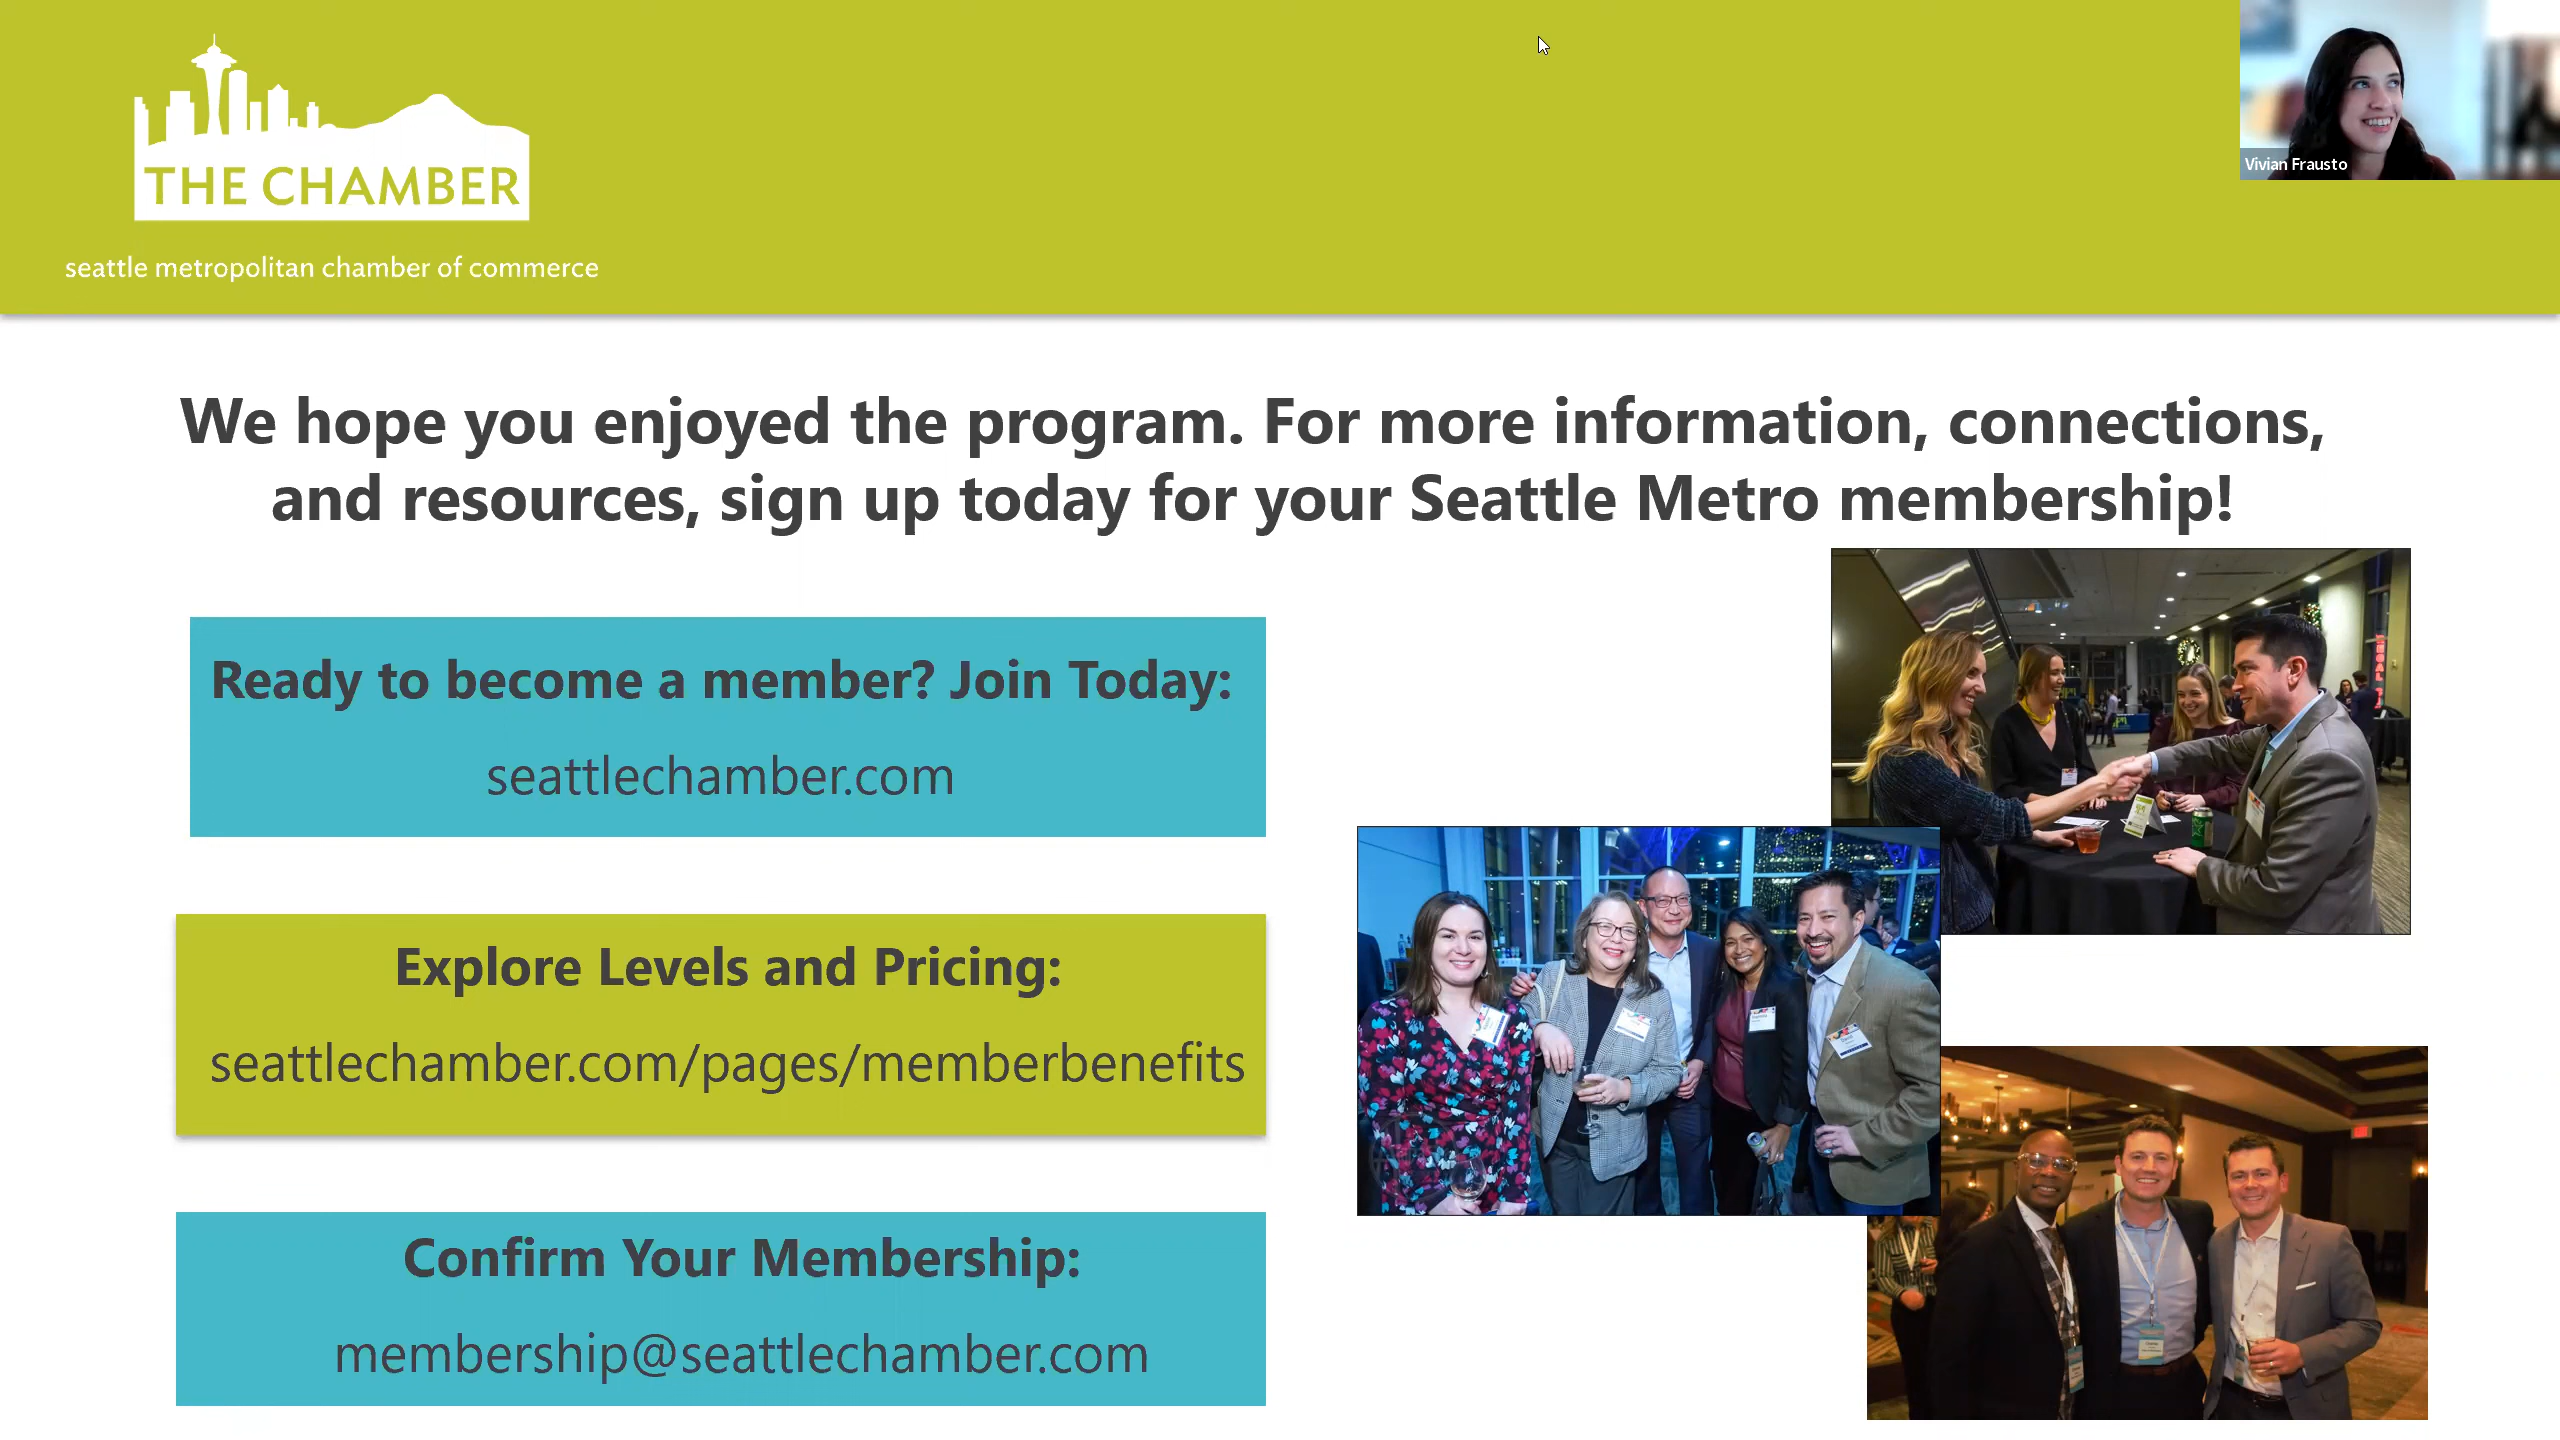 THE CHAMBER
seattle metropolitan chamber of commerce
Vivian Frausto
We hope you enjoyed the program. For more information, connections,
and resources, sign up today for your Seattle Metro membership!
Ready to become a member? Join Today:
seattlechamber.com
Explore Levels and Pricing:
seattlechamber.com/pages/memberbenefits
Confirm Your Membership:
membership@seattlechamber.com